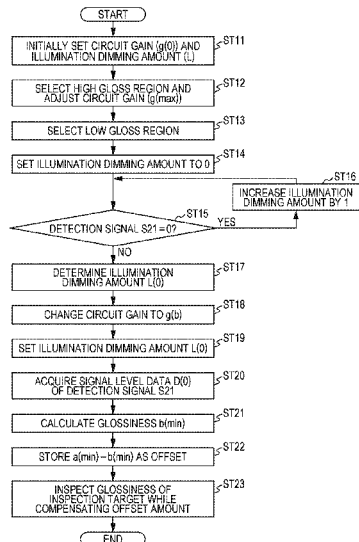 START
ST11
INITIALLY SET CIRCUIT GAIN (g(0)) AND
ILLUMINATION DIMMING AMOUNT (L)
ST12
SELECT HIGH GLOSS REGION AND
ADJUST CIRCUIT GAIN (g(max))
ST13
SELECT LOW GLOSS REGION
ST14
SET ILLUMINATION DIMMING AMOUNT TO 0
ST16
INCREASE ILLUMINATION
DIMMING AMOUNT BY 1
ST15
DETECTION SIGNAL S21 = 0?
YES
NO
ST17
DETERMINE ILLUMINATION
DIMMING AMOUNT L(0)
ST18
CHANGE CIRCUIT GAIN TO g(b)
ST19
SET ILLUMINATION DIMMING AMOUNT L(0)
ST20
ACQUIRE SIGNAL LEVEL DATA D(0)
OF DETECTION SIGNAL S21
ST21
CALCULATE GLOSSINESS b(min)
ST22
STORE a(min) – b(min) AS OFFSET
ST23
INSPECT GLOSSINESS OF
INSPECTION TARGET WHILE
COMPENSATING OFFSET AMOUNT
END